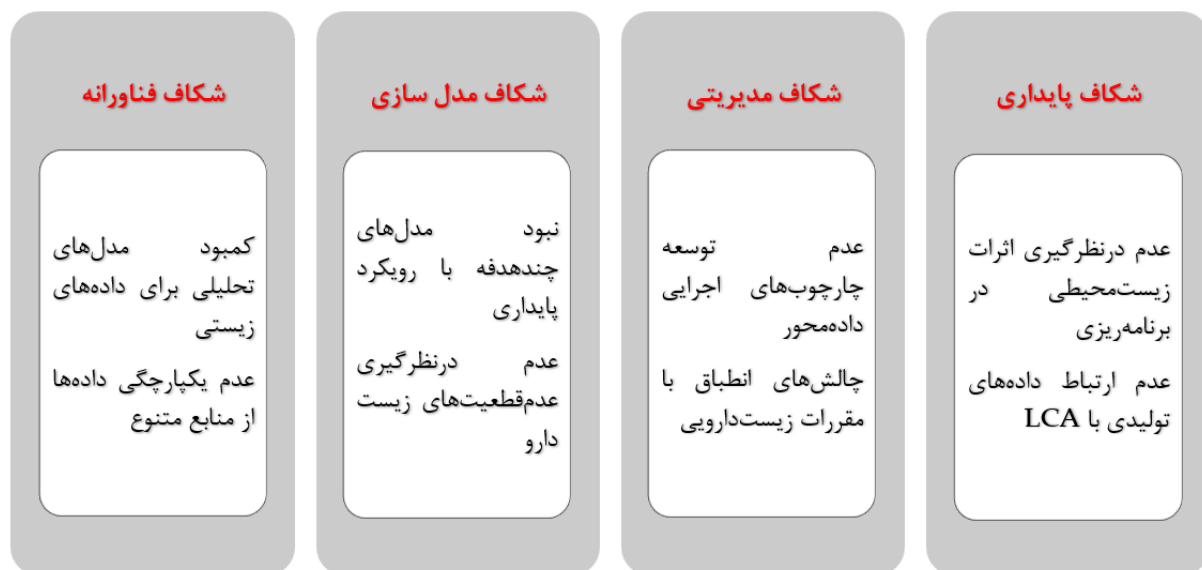 شکاف پایداری
عدم درنظرگیری اثرات
زیست‌محیطی در
برنامه‌ریزی
عدم ارتباط داده‌های
تولیدی با LCA
شکاف مدیریتی
عدم توسعه
چارچوب‌های اجرایی
داده‌محور
چالش‌های انطباق با
مقررات زیست‌دارویی
شکاف مدل سازی
نبود مدل‌های
چندهدفه با رویکرد
پایداری
عدم درنظرگیری
عدم‌قطعیت‌های زیست
دارو
شکاف فناورانه
کمبود مدل‌های
تحلیلی برای داده‌های
زیستی
عدم یکپارچگی داده‌ها
از منابع متنوع